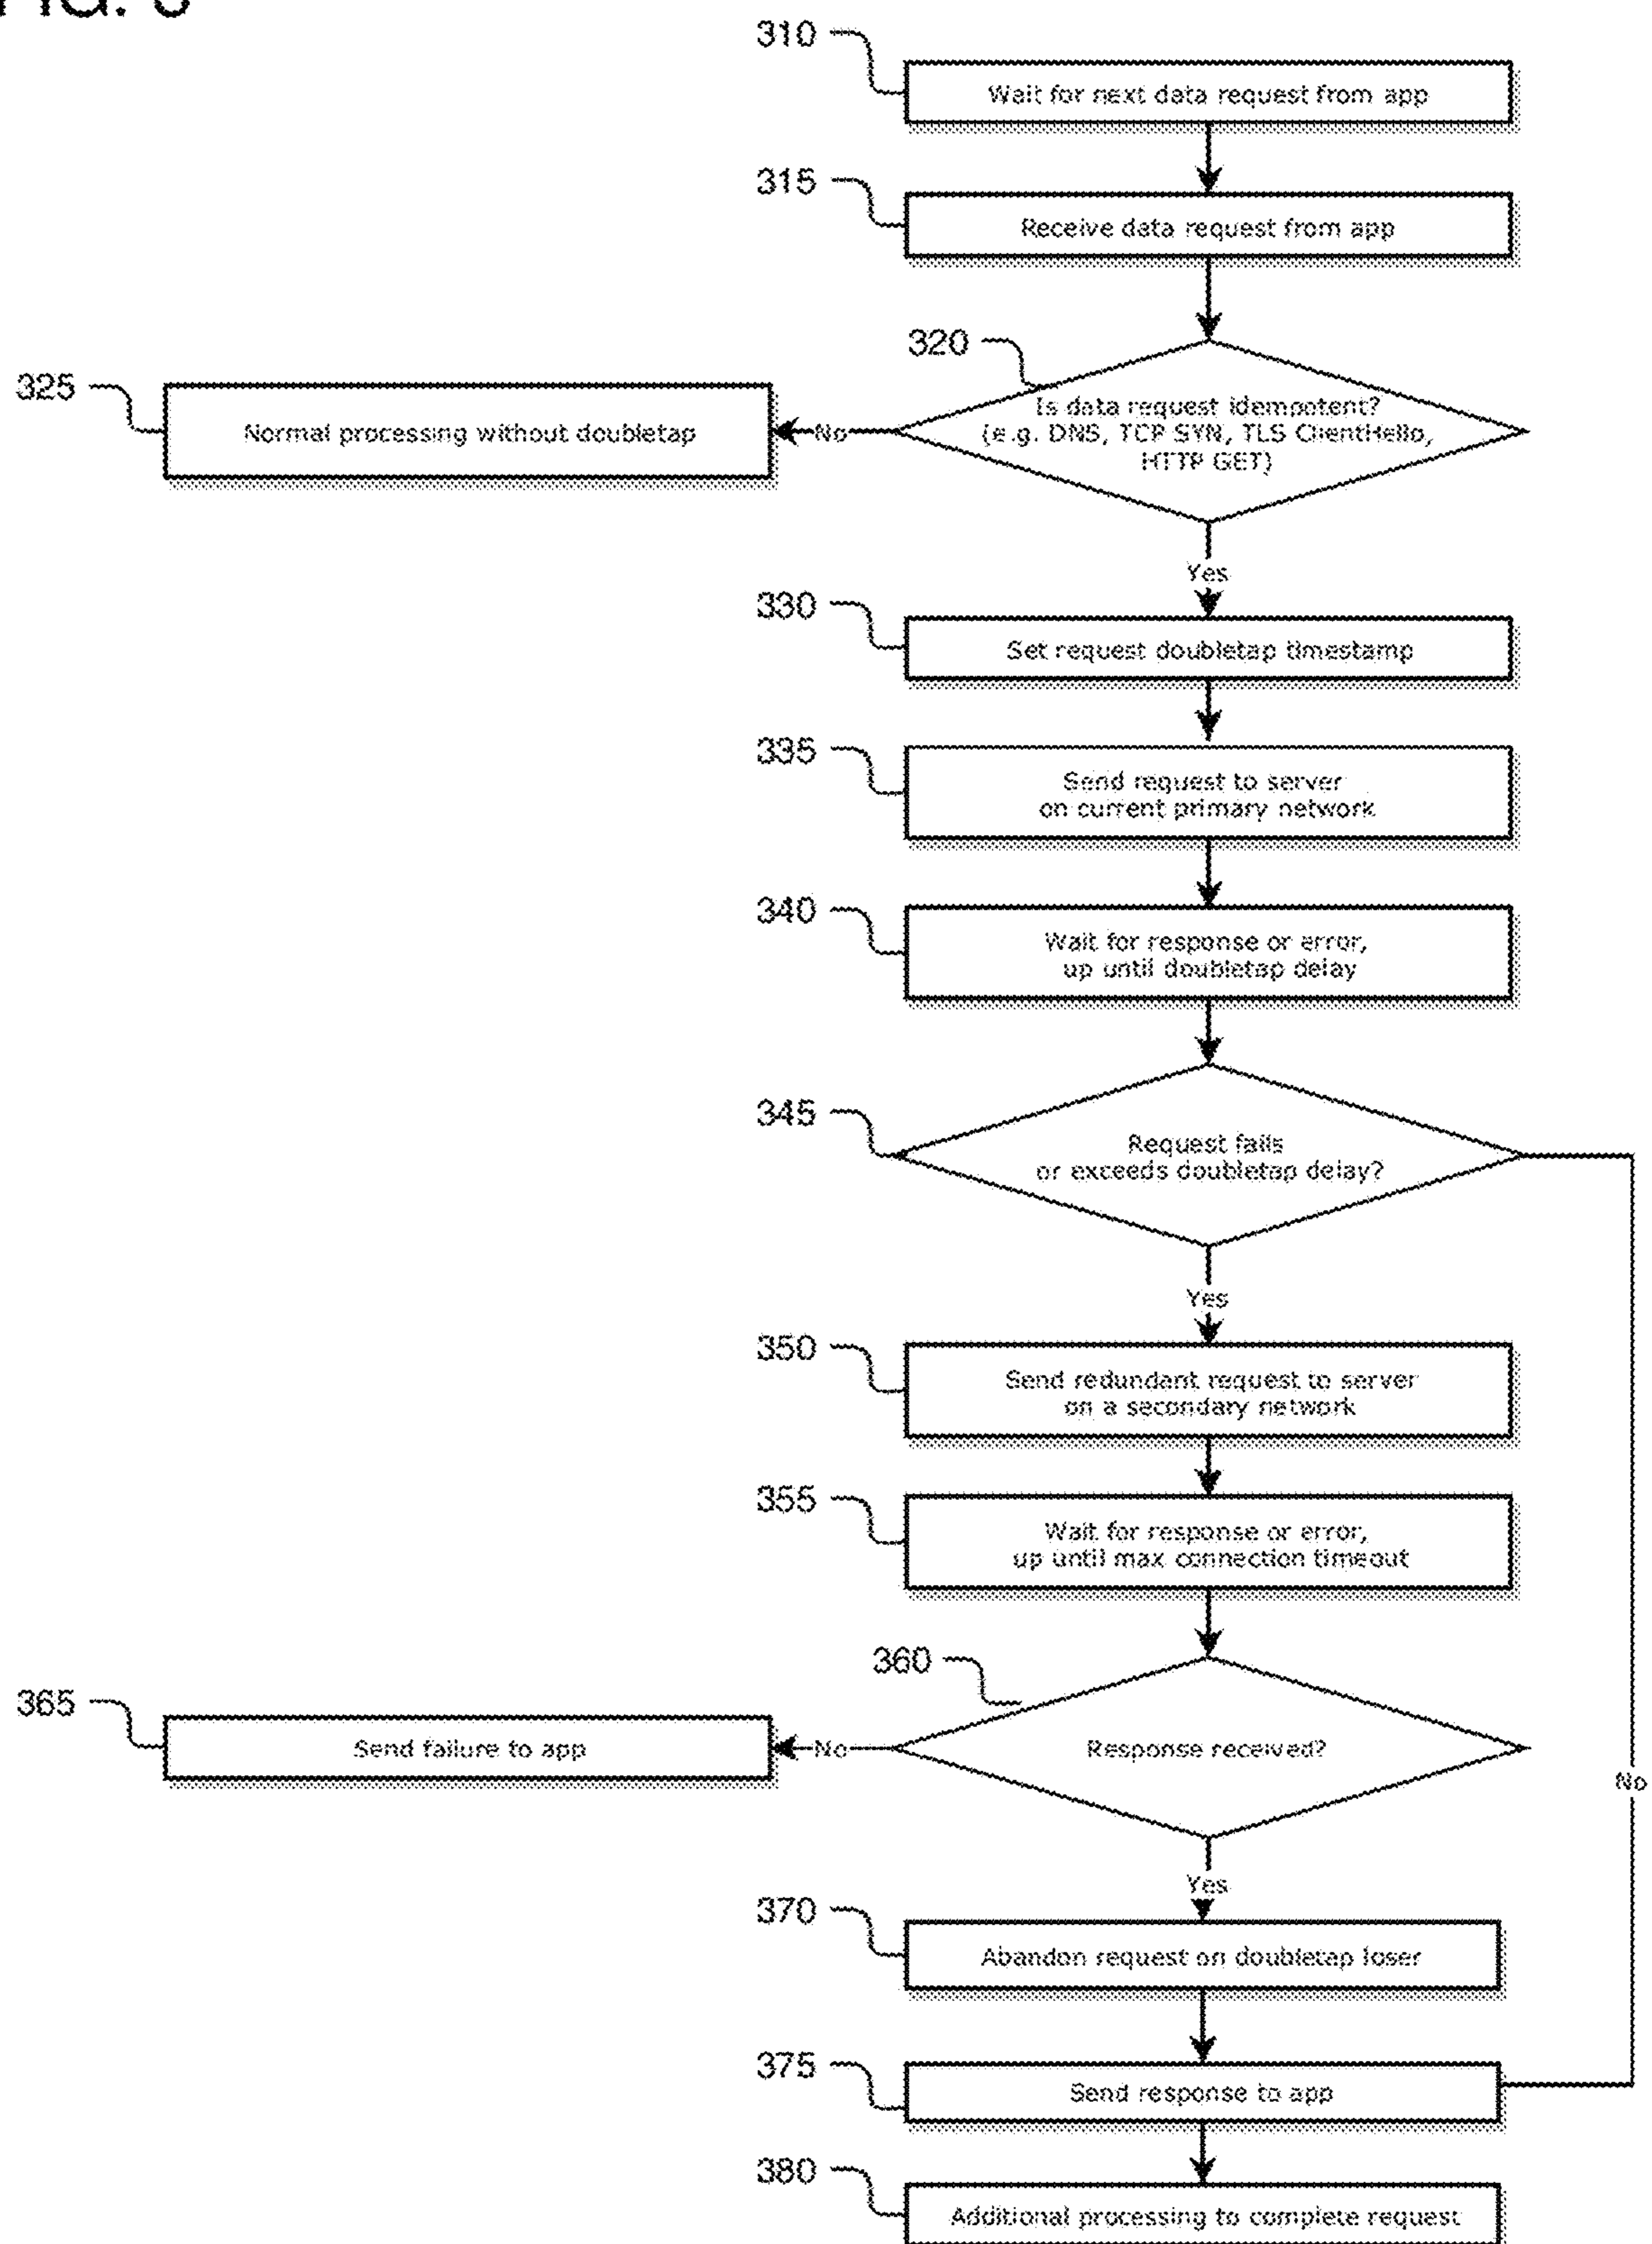 FIG. 3
310
Wait for next data request from app
315
Receive data request from app
320
Is data request idempotent?
(e.g. DNS, TCP SYN, TLS ClientHello,
HTTP GET)
No
325
Normal processing without doubletap
Yes
330
Set request doubletap timestamp
335
Send request to server
on current primary network
340
Wait for response or error,
up until doubletap delay
345
Request fails
or exceeds doubletap delay?
Yes
350
Send redundant request to server
on a secondary network
355
Wait for response or error,
up until max connection timeout
360
Response received?
No
365
Send failure to app
No
Yes
370
Abandon request on doubletap loser
375
Send response to app
380
Additional processing to complete request